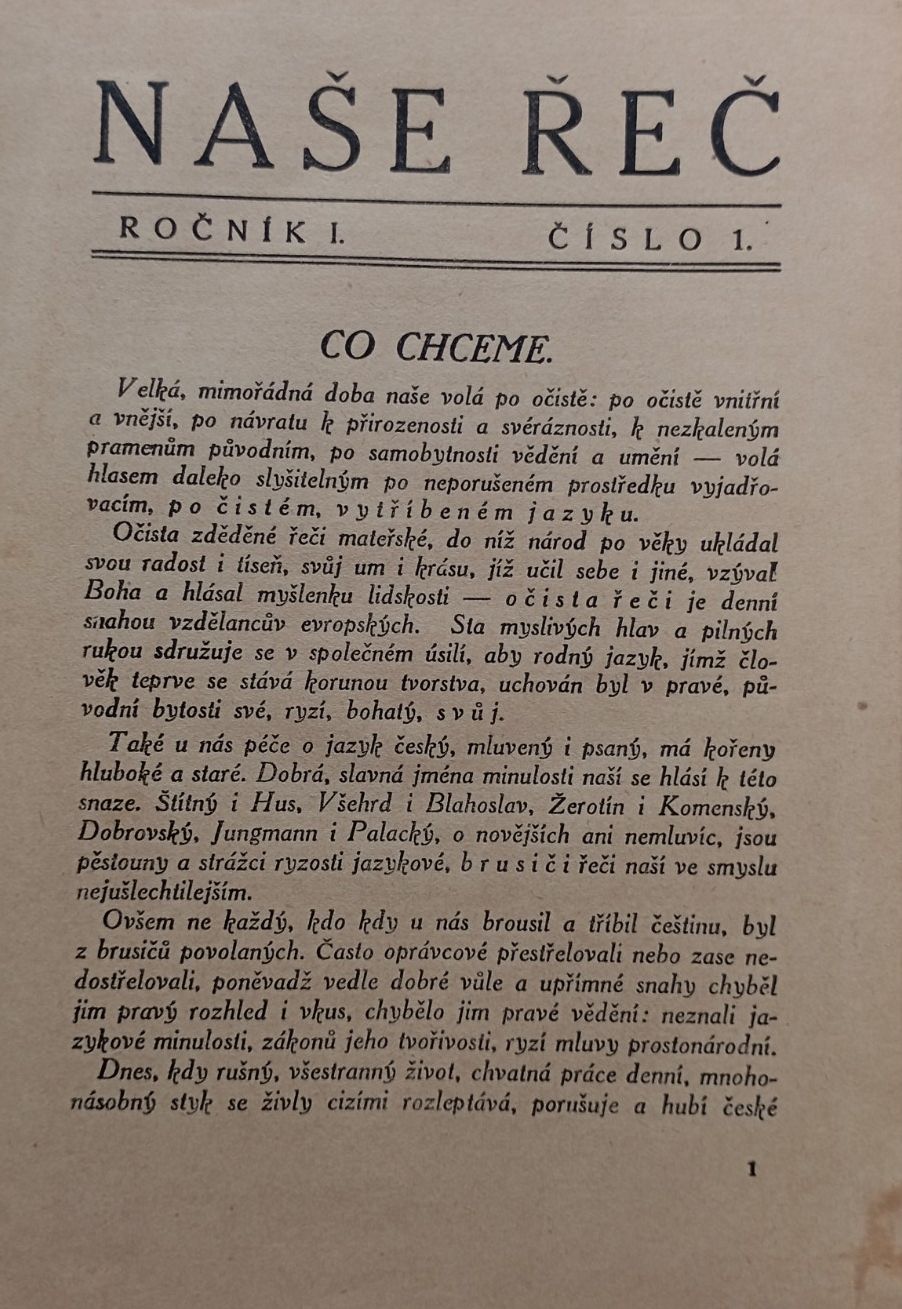 NAŠE ŘEČ
ROČNÍK I. ČÍSLO 1.
CO CHCEME.
Velká, mimořádná doba naše volá po očistě: po očistě vnitřní
a vnější, po návratu k přirozenosti a svéráznosti, k nezkaleným
pramenům původním, po samobytnosti vědění a umění — volá
hlasem daleko slyšitelným po neporušeném prostředku vyjadřo-
vacím, po čistém, vytříbeném jazyku.
Očista zděděné řeči mateřské, do níž národ po věky ukládal
svou radost i tíseň, svůj um i krásu, jíž učil sebe i jiné, vzýval
Boha a hlásal myšlenku lidskosti — očista řeči je denní
snahou vzdělancův evropských. Sta myslivých hlav a pilných
rukou sdružuje se v společném úsilí, aby rodný jazyk, jímž člo-
věk teprve se stává korunou tvorstva, uchován byl v pravé, pů-
vodní bytosti své, ryzí, bohatý, svůj.
Také u nás péče o jazyk český, mluvený i psaný, má kořeny
hluboké a staré. Dobrá, slavná jména minulosti naší se hlásí k této
snaze. Štítný i Hus, Všehrd i Blahoslav, Žerotín i Komenský,
Dobrovský, Jungmann i Palacký, o novějších ani nemluvíc, jsou
pěstouny a strážci ryzosti jazykové, brusiči řeči naší ve smyslu
nejušlechtilejším.
Ovšem ne každý, kdo kdy u nás brousil a tříbil češtinu, byl
z brusičů povolaných. Často oprávcové přestřelovali nebo zase ne-
dostřelovali, poněvadž vedle dobré vůle a upřímné snahy chyběl
jim pravý rozhled i vkus, chybělo jim pravé vědění: neznali ja-
zykové minulosti, zákonů jeho tvořivosti, ryzí mluvy prostonárodní.
Dnes, kdy rušný, všestranný život, chvatná práce denní, mnoho-
násobný styk se živly cizími rozleptává, porušuje a hubí české
1